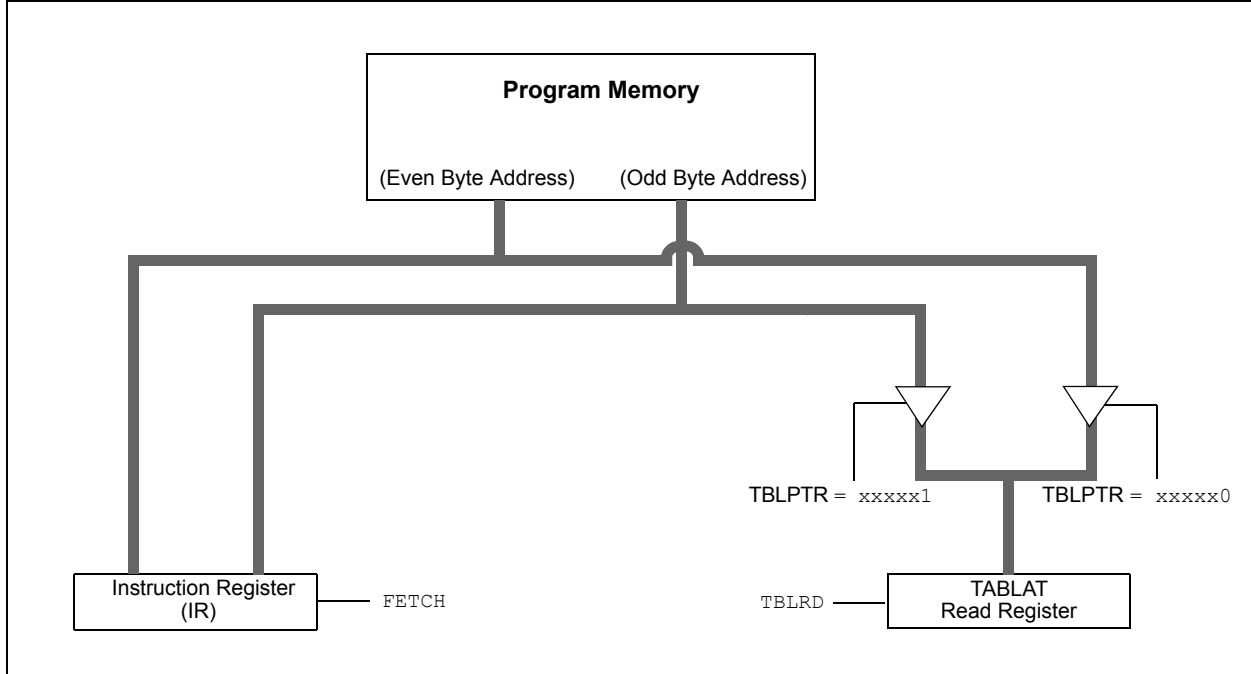 Program Memory
(Even Byte Address) (Odd Byte Address)
TBLPTR = xxxxx1
TBLPTR = xxxxx0
Instruction Register
(IR)
FETCH
TBLRD
TABLAT
Read Register